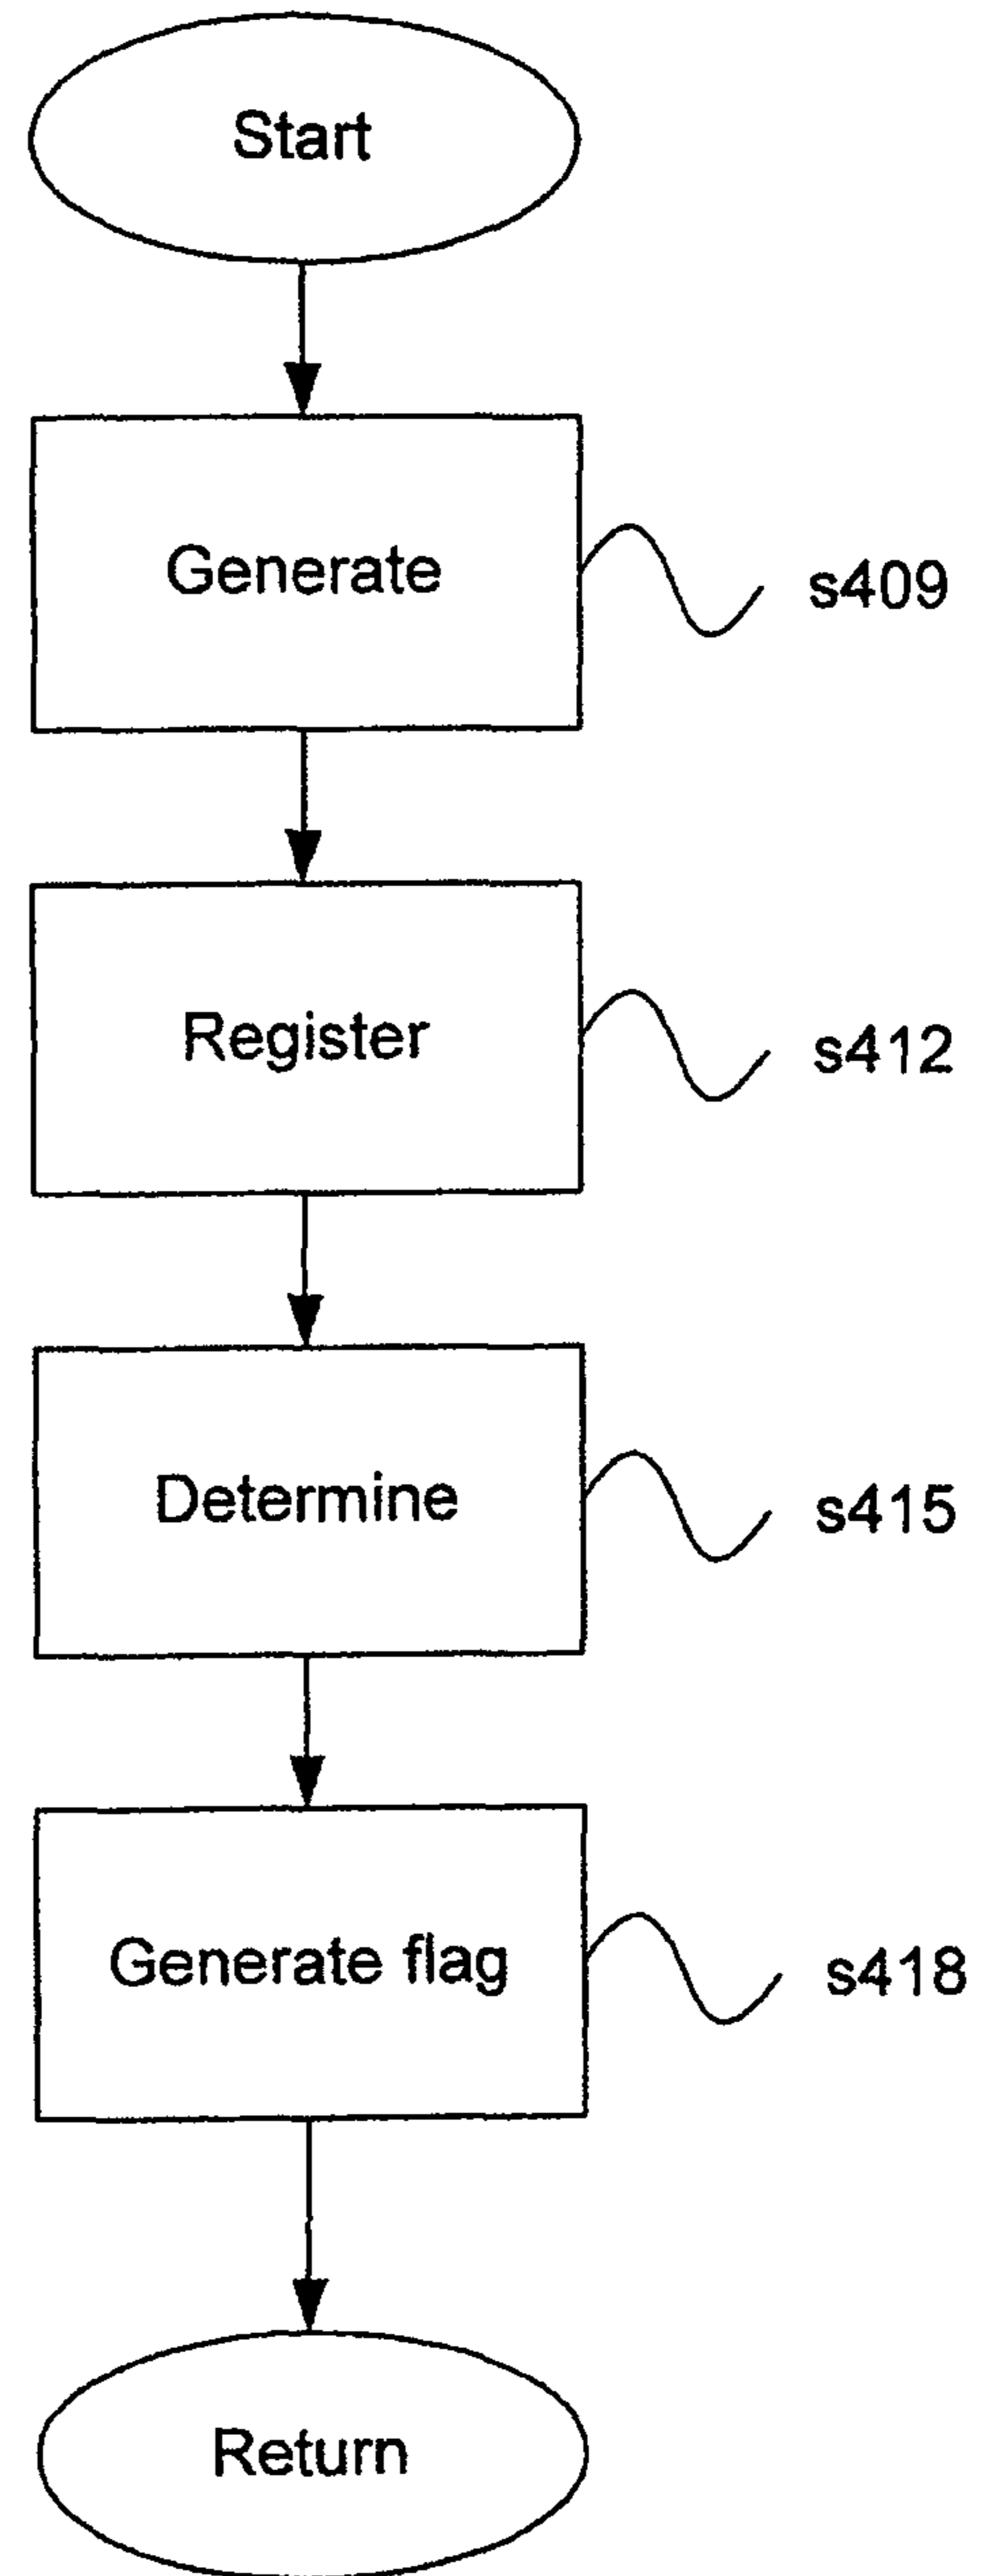 Start
Generate
s409
Register
s412
Determine
s415
Generate flag
s418
Return